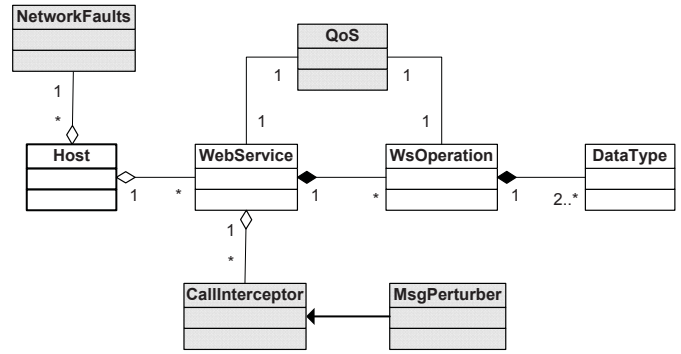 NetworkFaults
QoS
1
1
1
*
1
1
Host
WebService
WsOperation
DataType
1
*
1
*
1
2..*
1
*
CallInterceptor
MsgPerturber